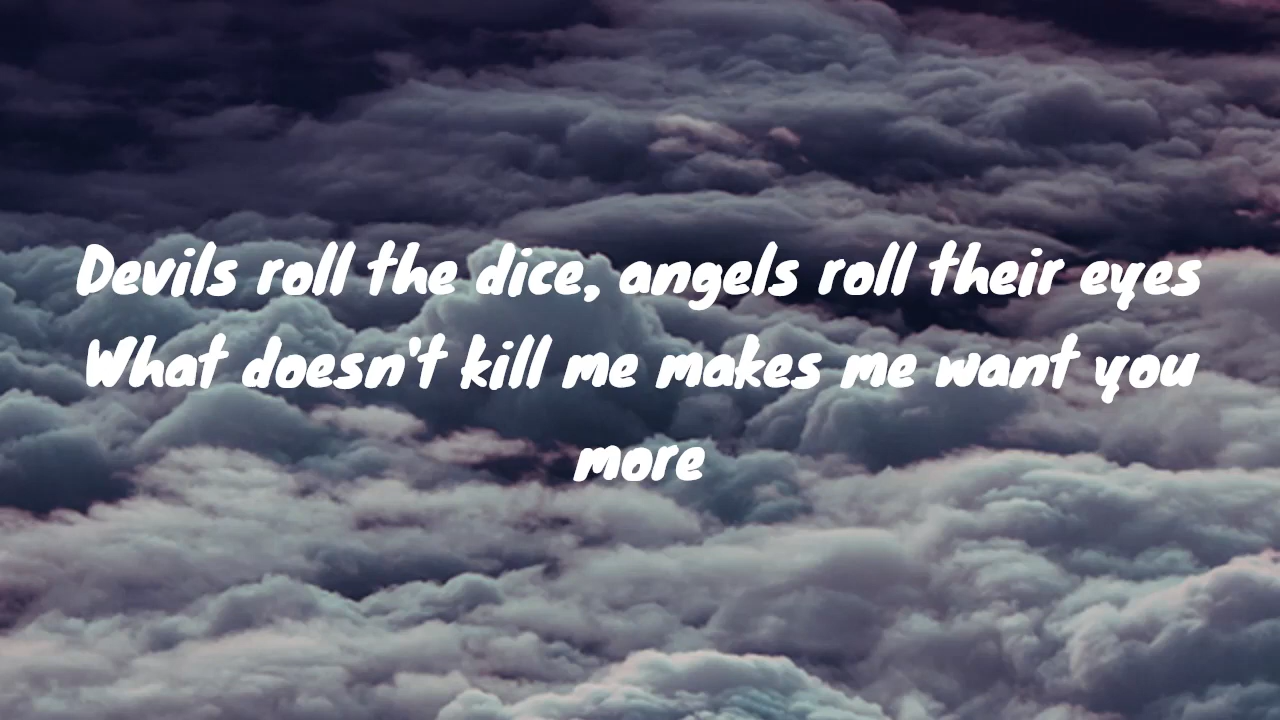 Devils roll the dice, angels roll their eyes
What doesn't kill me makes me want you
more